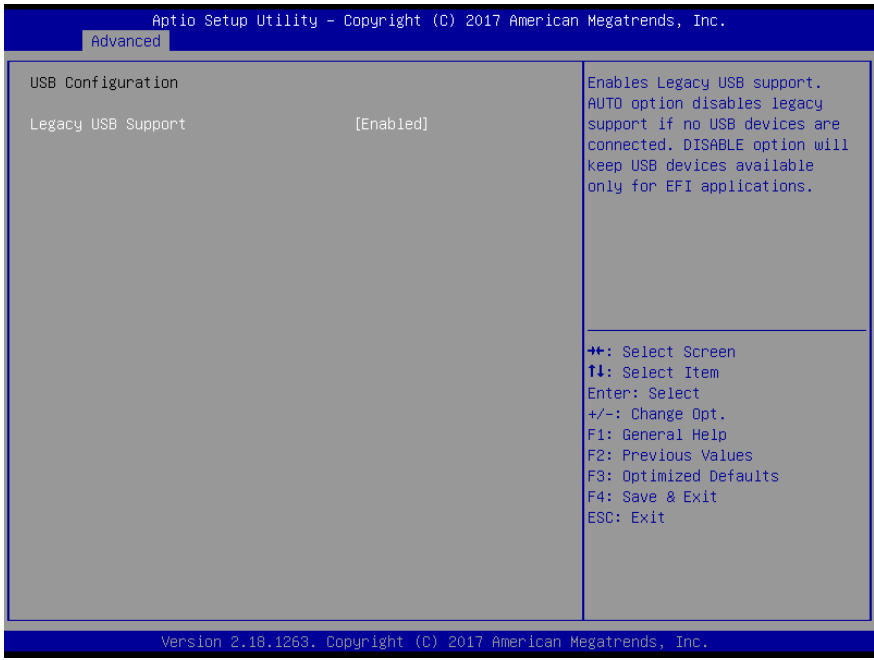 Aptio Setup Utility – Copyright (C) 2017 American Megatrends, Inc.
Advanced
USB Configuration
Legacy USB Support [Enabled]
Enables Legacy USB support.
AUTO option disables legacy
support if no USB devices are
connected. DISABLE option will
keep USB devices available
only for EFI applications.
→←: Select Screen
↑↓: Select Item
Enter: Select
+/-: Change Opt.
F1: General Help
F2: Previous Values
F3: Optimized Defaults
F4: Save & Exit
ESC: Exit
Version 2.18.1263. Copyright (C) 2017 American Megatrends, Inc.